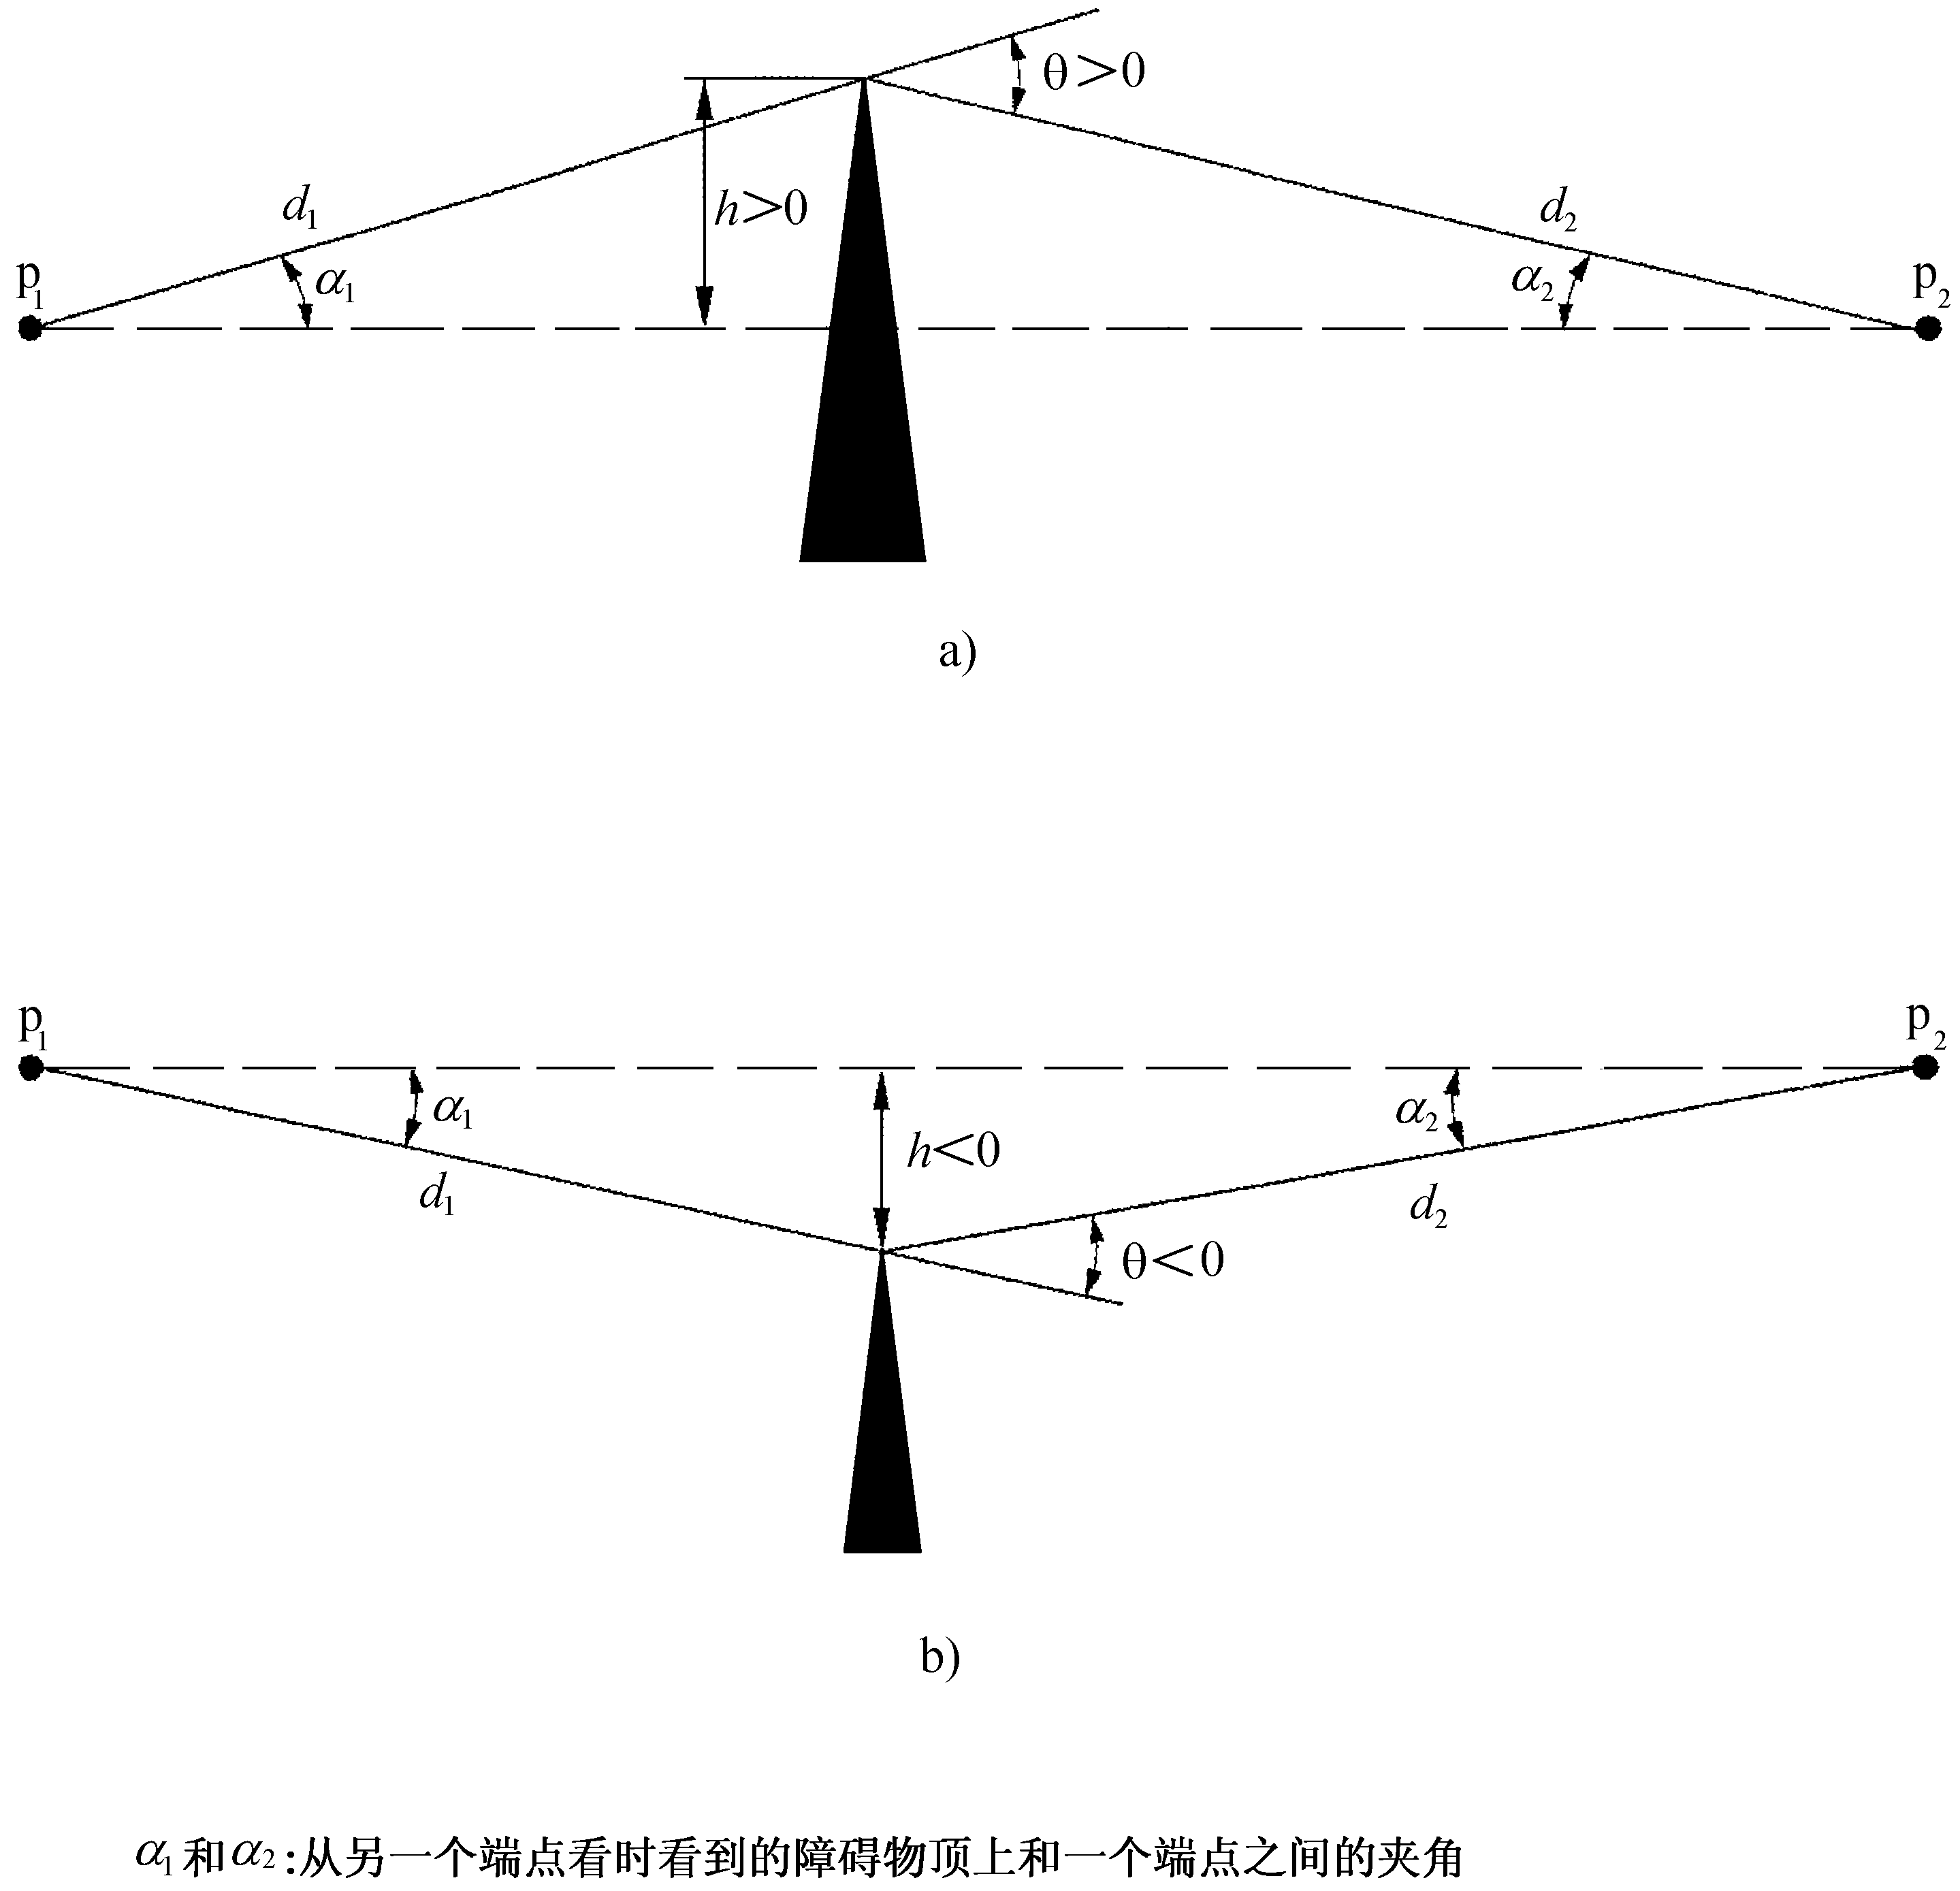 θ>0
d₁
h>0
d₂
p₁
α₁
α₂
p₂
a)
p₁
p₂
α₁
h<0
α₂
d₁
d₂
θ<0
b)
α₁和α₂:从另一个端点看时看到的障碍物顶上和一个端点之间的夹角